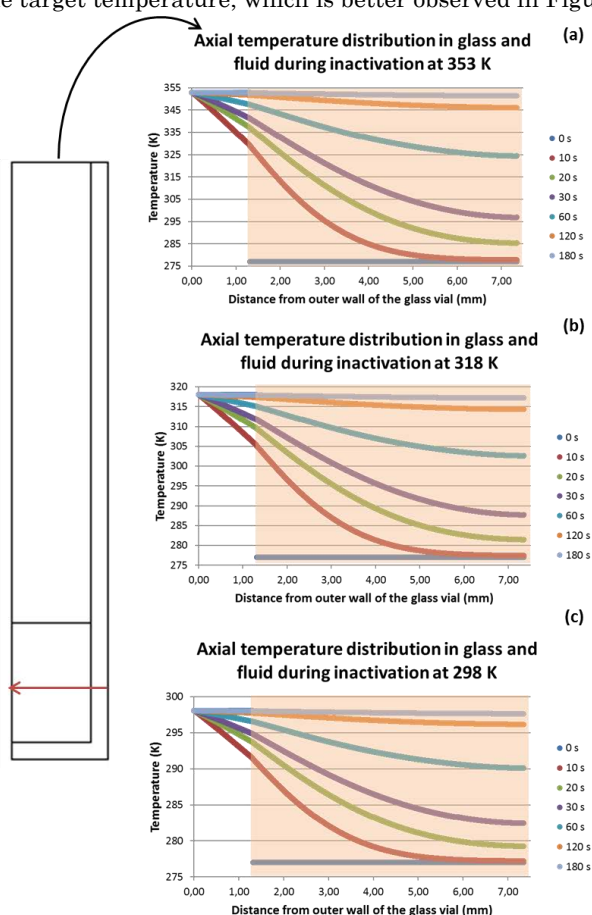 e target temperature, which is better observed in Figu
(a)
Axial temperature distribution in glass and
fluid during inactivation at 353 K
Temperature (K)
355
345
335
325
315
305
295
285
275
0,00 1,00 2,00 3,00 4,00 5,00 6,00 7,00
Distance from outer wall of the glass vial (mm)
0 s
10 s
20 s
30 s
60 s
120 s
180 s
(b)
Axial temperature distribution in glass and
fluid during inactivation at 318 K
Temperature (K)
320
315
310
305
300
295
290
285
280
275
0,00 1,00 2,00 3,00 4,00 5,00 6,00 7,00
Distance from outer wall of the glass vial (mm)
0 s
10 s
20 s
30 s
60 s
120 s
180 s
(c)
Axial temperature distribution in glass and
fluid during inactivation at 298 K
Temperature (K)
300
295
290
285
280
275
0,00 1,00 2,00 3,00 4,00 5,00 6,00 7,00
Distance from outer wall of the glass vial (mm)
0 s
10 s
20 s
30 s
60 s
120 s
180 s